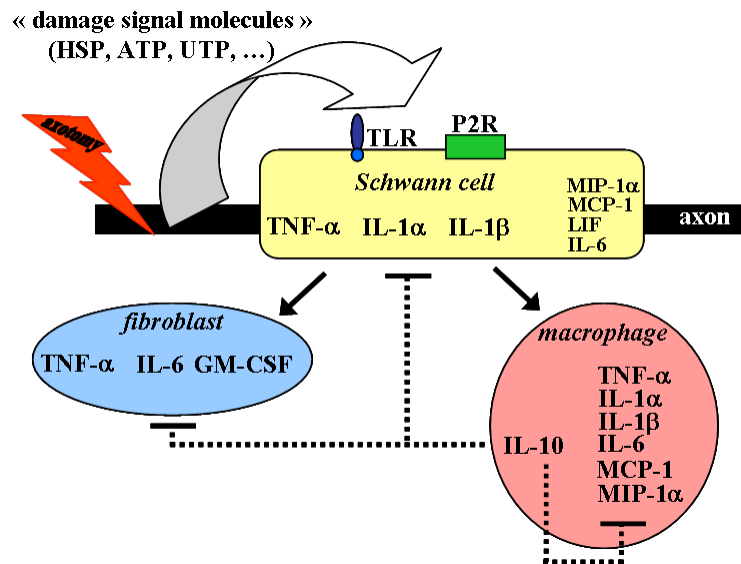 « damage signal molecules »
(HSP, ATP, UTP, …)
axotomy
TLR
P2R
Schwann cell
TNF-α IL-1α IL-1β
MIP-1α
MCP-1
LIF
IL-6
axon
fibroblast
TNF-α IL-6 GM-CSF
macrophage
TNF-α
IL-1α
IL-1β
IL-10 IL-6
MCP-1
MIP-1α